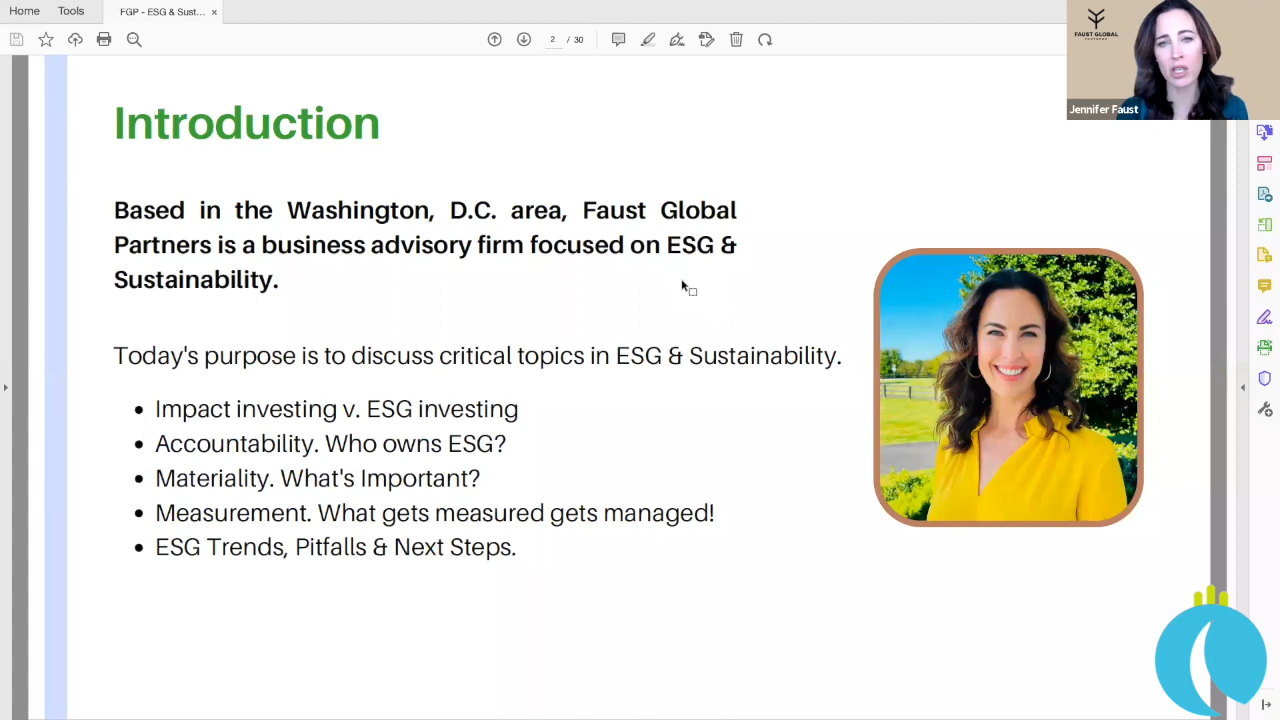 Home
Tools
FGP - ESG & Sust... ×
2 / 30
FAUST GLOBAL
PARTNERS
Jennifer Faust
Introduction
Based in the Washington, D.C. area, Faust Global
Partners is a business advisory firm focused on ESG &
Sustainability.
Today's purpose is to discuss critical topics in ESG & Sustainability.
• Impact investing v. ESG investing
• Accountability. Who owns ESG?
• Materiality. What's Important?
• Measurement. What gets measured gets managed!
• ESG Trends, Pitfalls & Next Steps.